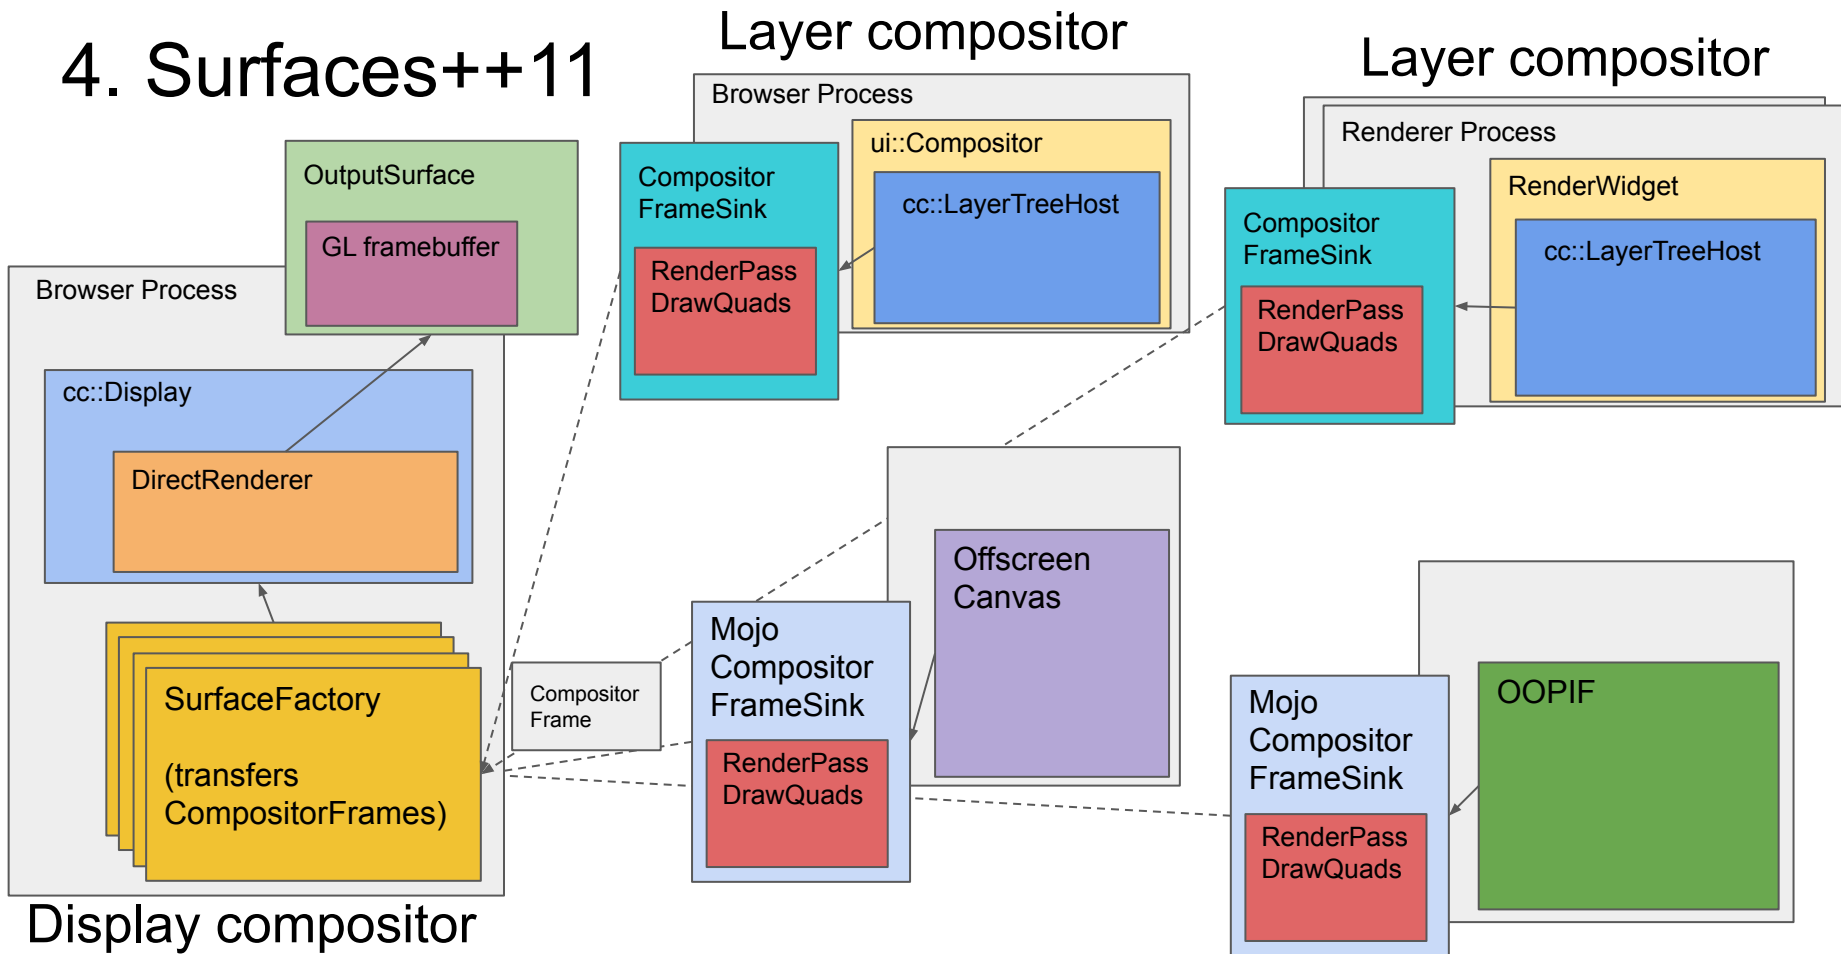 4. Surfaces++11
Layer compositor
Layer compositor
OutputSurface
GL framebuffer
Browser Process
cc::Display
DirectRenderer
SurfaceFactory
(transfers
CompositorFrames)
Display compositor
Browser Process
ui::Compositor
cc::LayerTreeHost
Compositor
FrameSink
RenderPass
DrawQuads
Renderer Process
RenderWidget
cc::LayerTreeHost
Compositor
FrameSink
RenderPass
DrawQuads
Compositor
Frame
Offscreen
Canvas
Mojo
Compositor
FrameSink
RenderPass
DrawQuads
OOPIF
Mojo
Compositor
FrameSink
RenderPass
DrawQuads